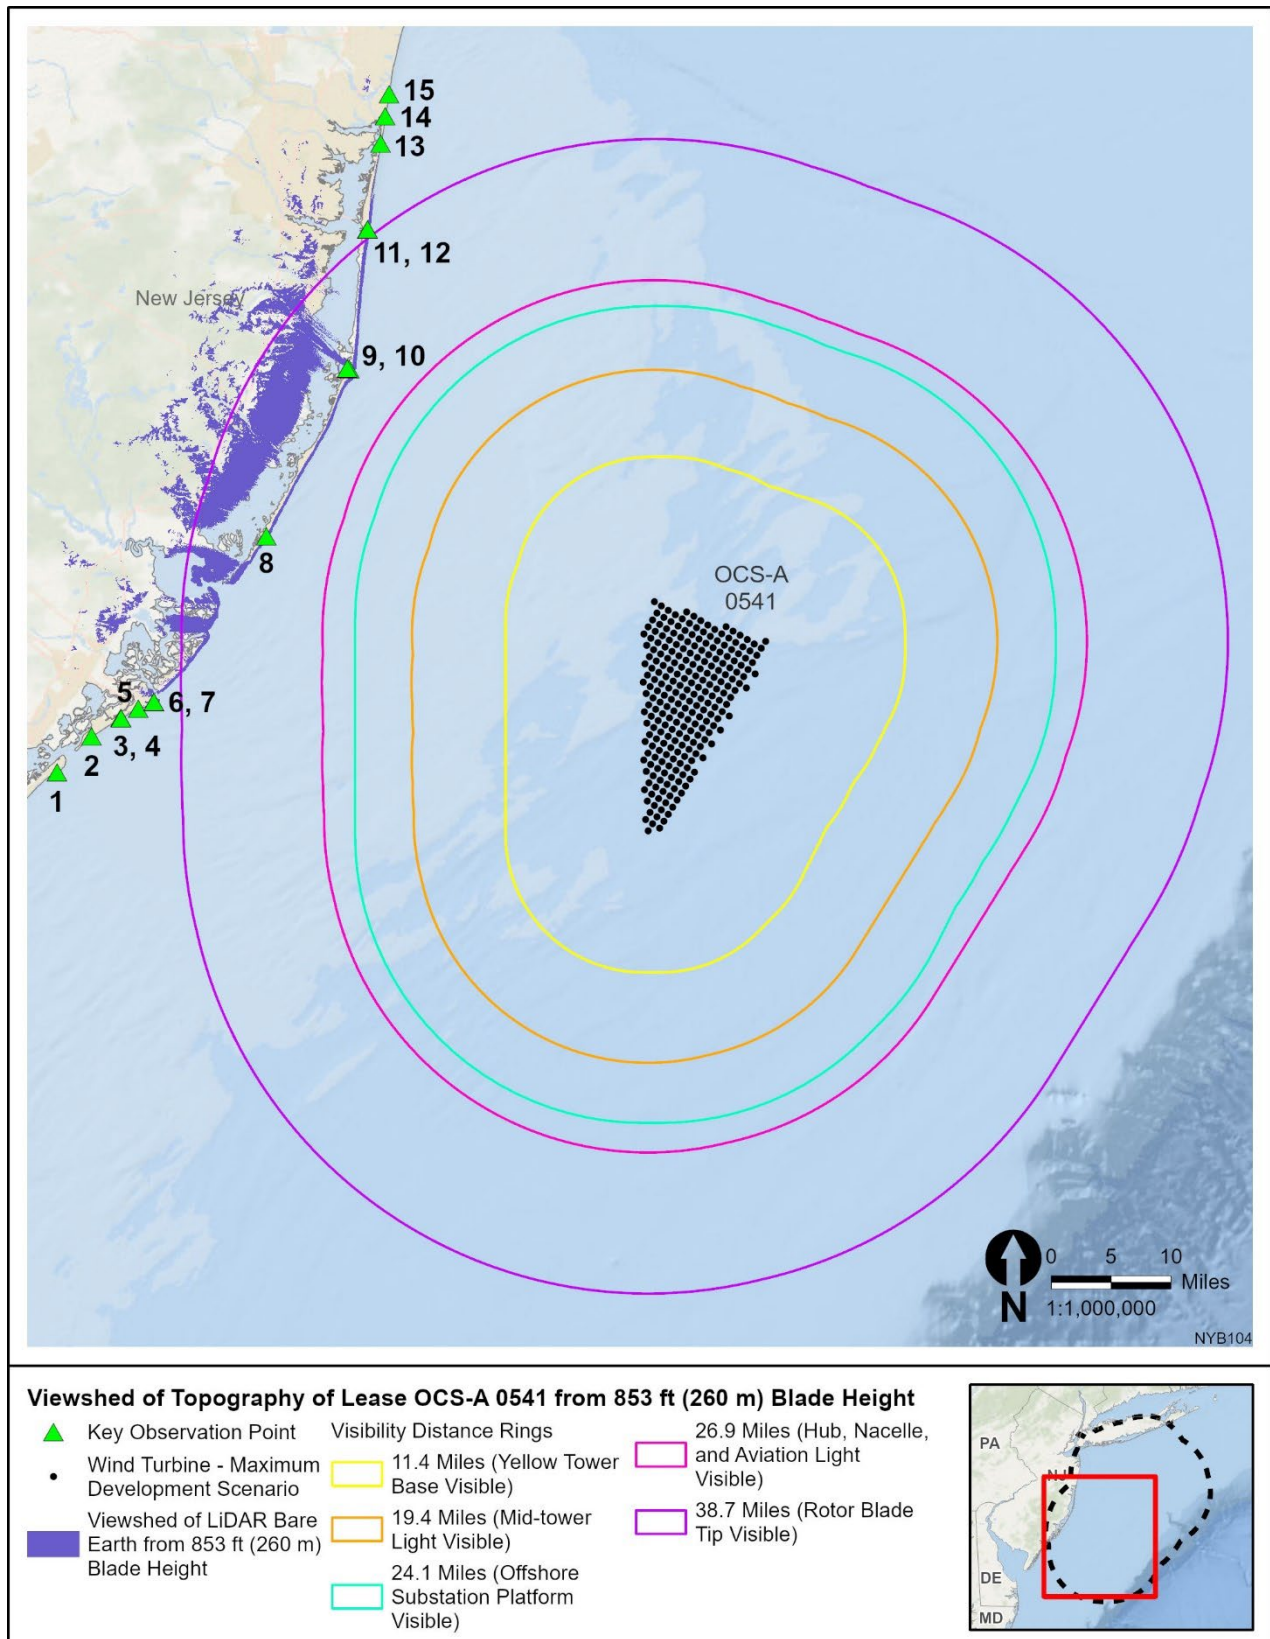 15
14
13
11, 12
New Jersey
9, 10
8
OCS-A
0541
5
6, 7
3, 4
2
1
0 5 10
Miles
1:1,000,000
N
NYB104
Viewshed of Topography of Lease OCS-A 0541 from 853 ft (260 m) Blade Height
Key Observation Point
Wind Turbine - Maximum
Development Scenario
Viewshed of LiDAR Bare
Earth from 853 ft (260 m)
Blade Height
Visibility Distance Rings
11.4 Miles (Yellow Tower
Base Visible)
19.4 Miles (Mid-tower
Light Visible)
24.1 Miles (Offshore
Substation Platform
Visible)
26.9 Miles (Hub, Nacelle,
and Aviation Light
Visible)
38.7 Miles (Rotor Blade
Tip Visible)
PA
NJ
DE
MD